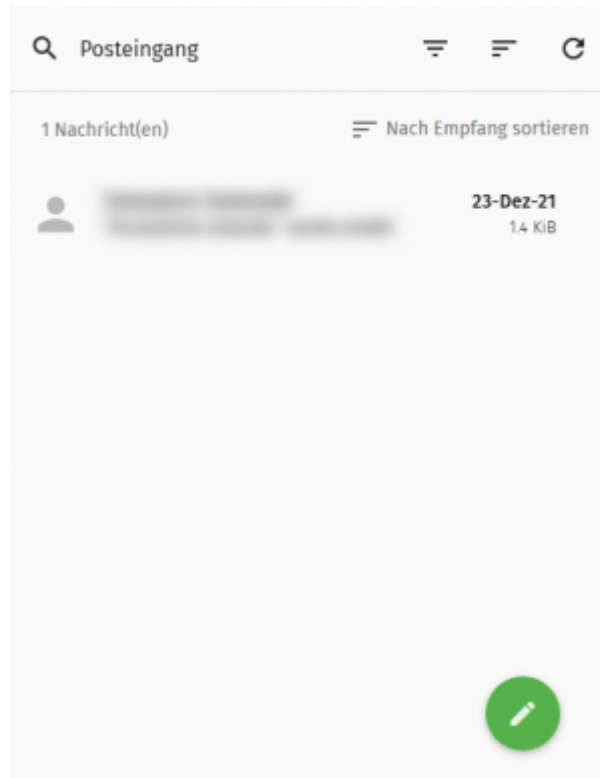 Posteingang
1 Nachricht(en)
Nach Empfang sortieren
23-Dez-21
1.4 KiB